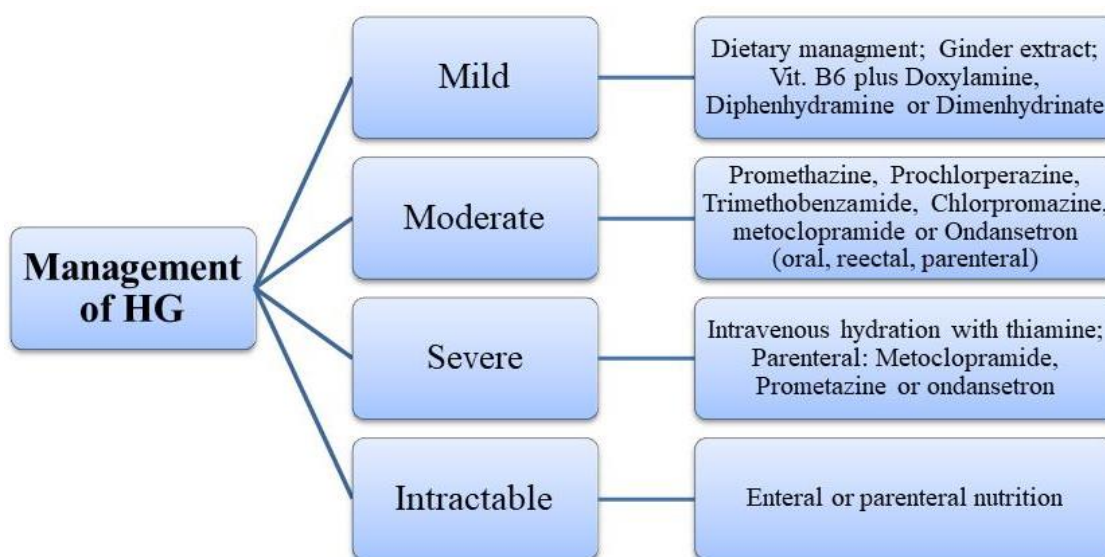 Management
of HG
Mild
Dietary managment; Ginder extract;
Vit. B6 plus Doxylamine,
Diphenhydramine or Dimenhydrinate
Moderate
Promethazine, Prochlorperazine,
Trimethobenzamide, Chlorpromazine,
metoclopramide or Ondansetron
(oral, reectal, parenteral)
Severe
Intravenous hydration with thiamine;
Parenteral: Metoclopramide,
Prometazine or ondansetron
Intractable
Enteral or parenteral nutrition